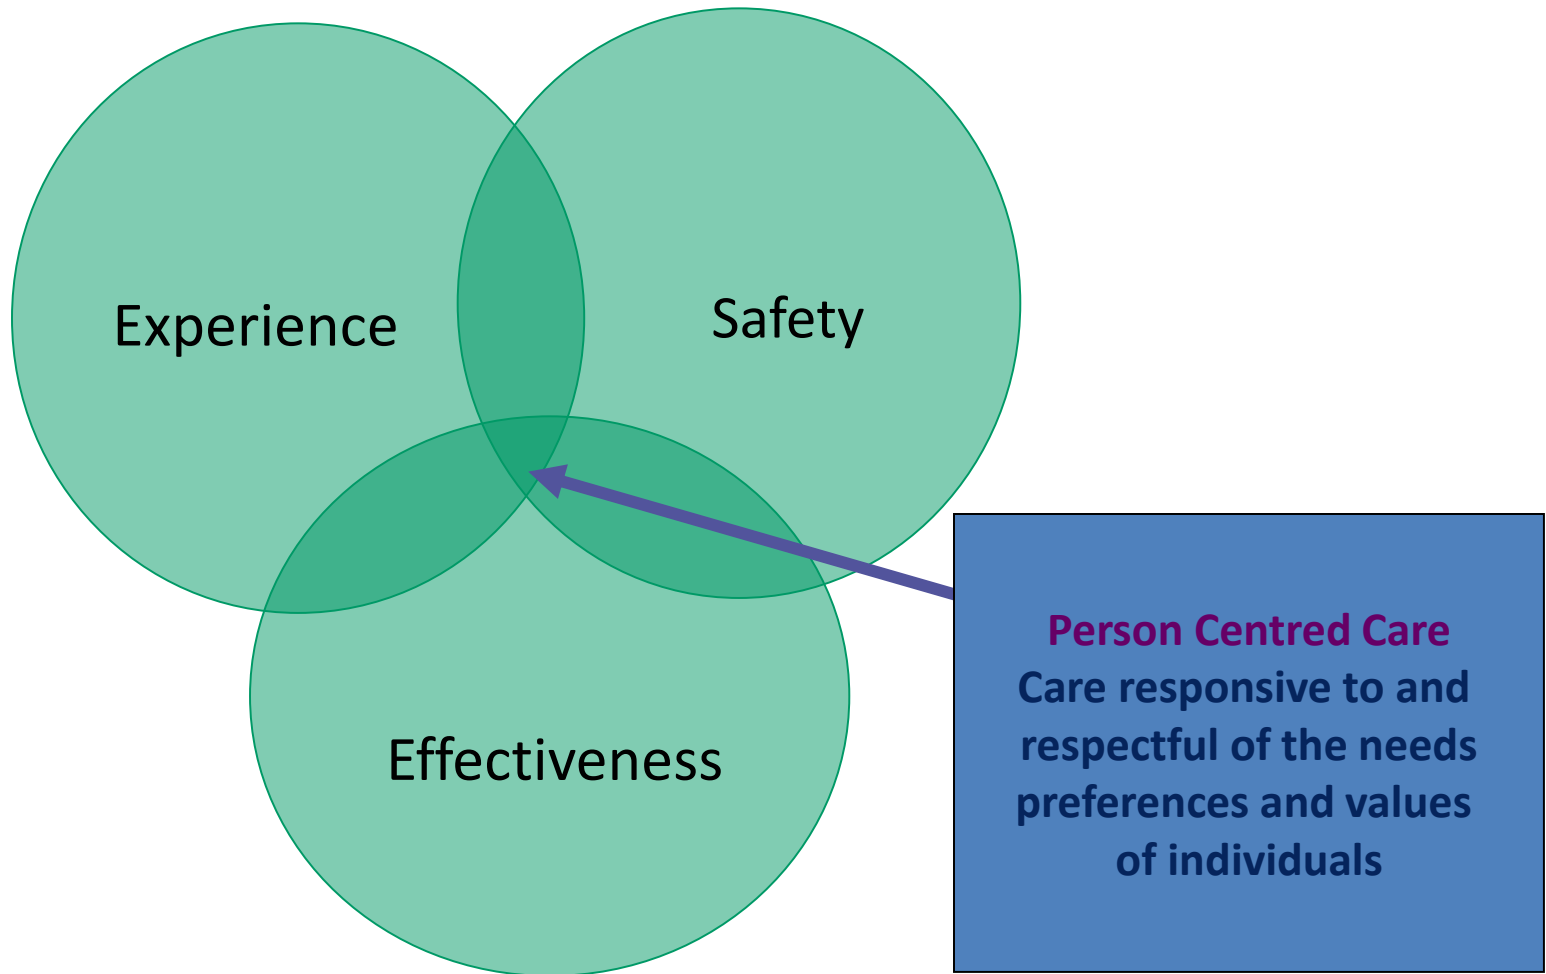 Experience
Safety
Effectiveness
Person Centred Care
Care responsive to and
respectful of the needs
preferences and values
of individuals